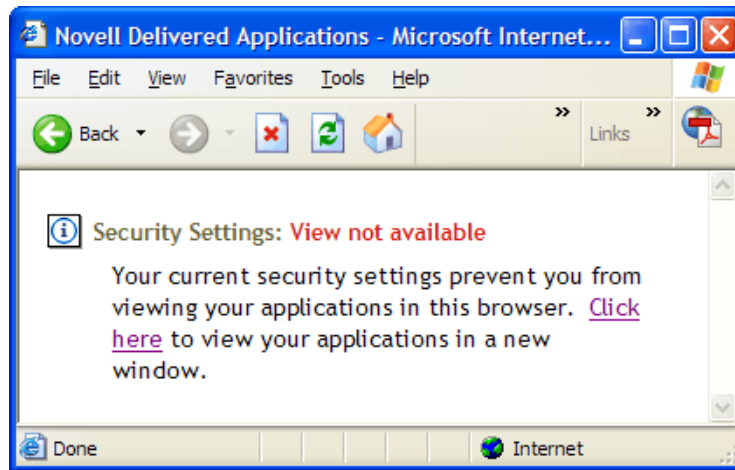 Novell Delivered Applications - Microsoft Internet...
File Edit View Favorites Tools Help
Back » Links »
Security Settings: View not available
Your current security settings prevent you from
viewing your applications in this browser. Click
here to view your applications in a new
window.
Done Internet